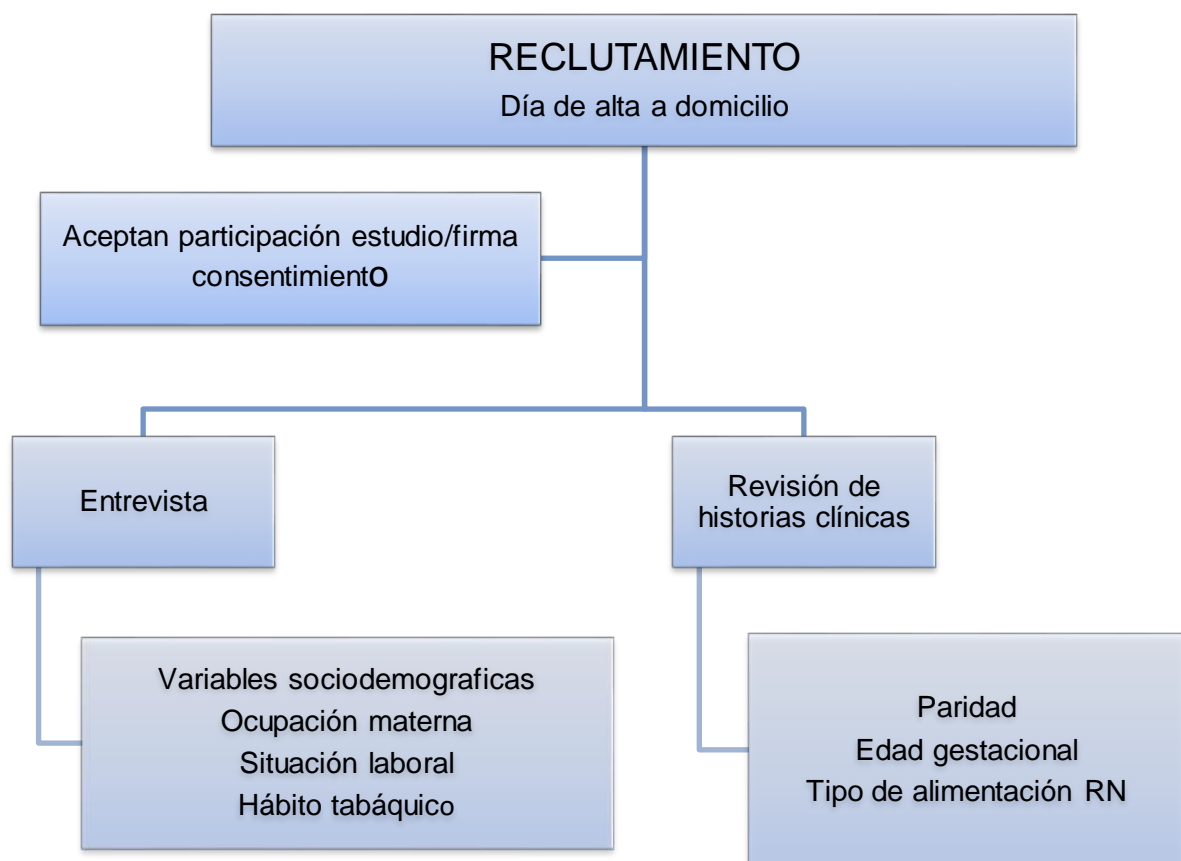 RECLUTAMIENTO
Día de alta a domicilio
Aceptan participación estudio/firma
consentimiento
Entrevista
Revisión de
historias clínicas
Variables sociodemograficas
Ocupación materna
Situación laboral
Hábito tabáquico
Paridad
Edad gestacional
Tipo de alimentación RN